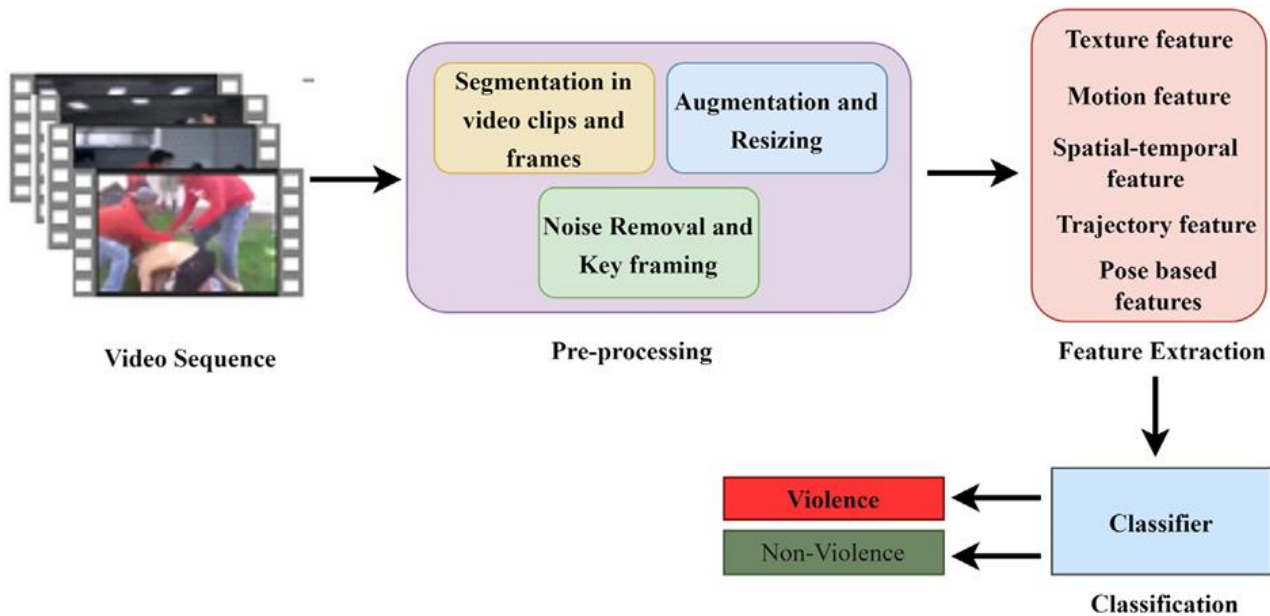 Segmentation in
video clips and
frames
Augmentation and
Resizing
Noise Removal and
Key framing
Texture feature
Motion feature
Spatial-temporal
feature
Trajectory feature
Pose based
features
Video Sequence
Pre-processing
Feature Extraction
Violence
Non-Violence
Classifier
Classification